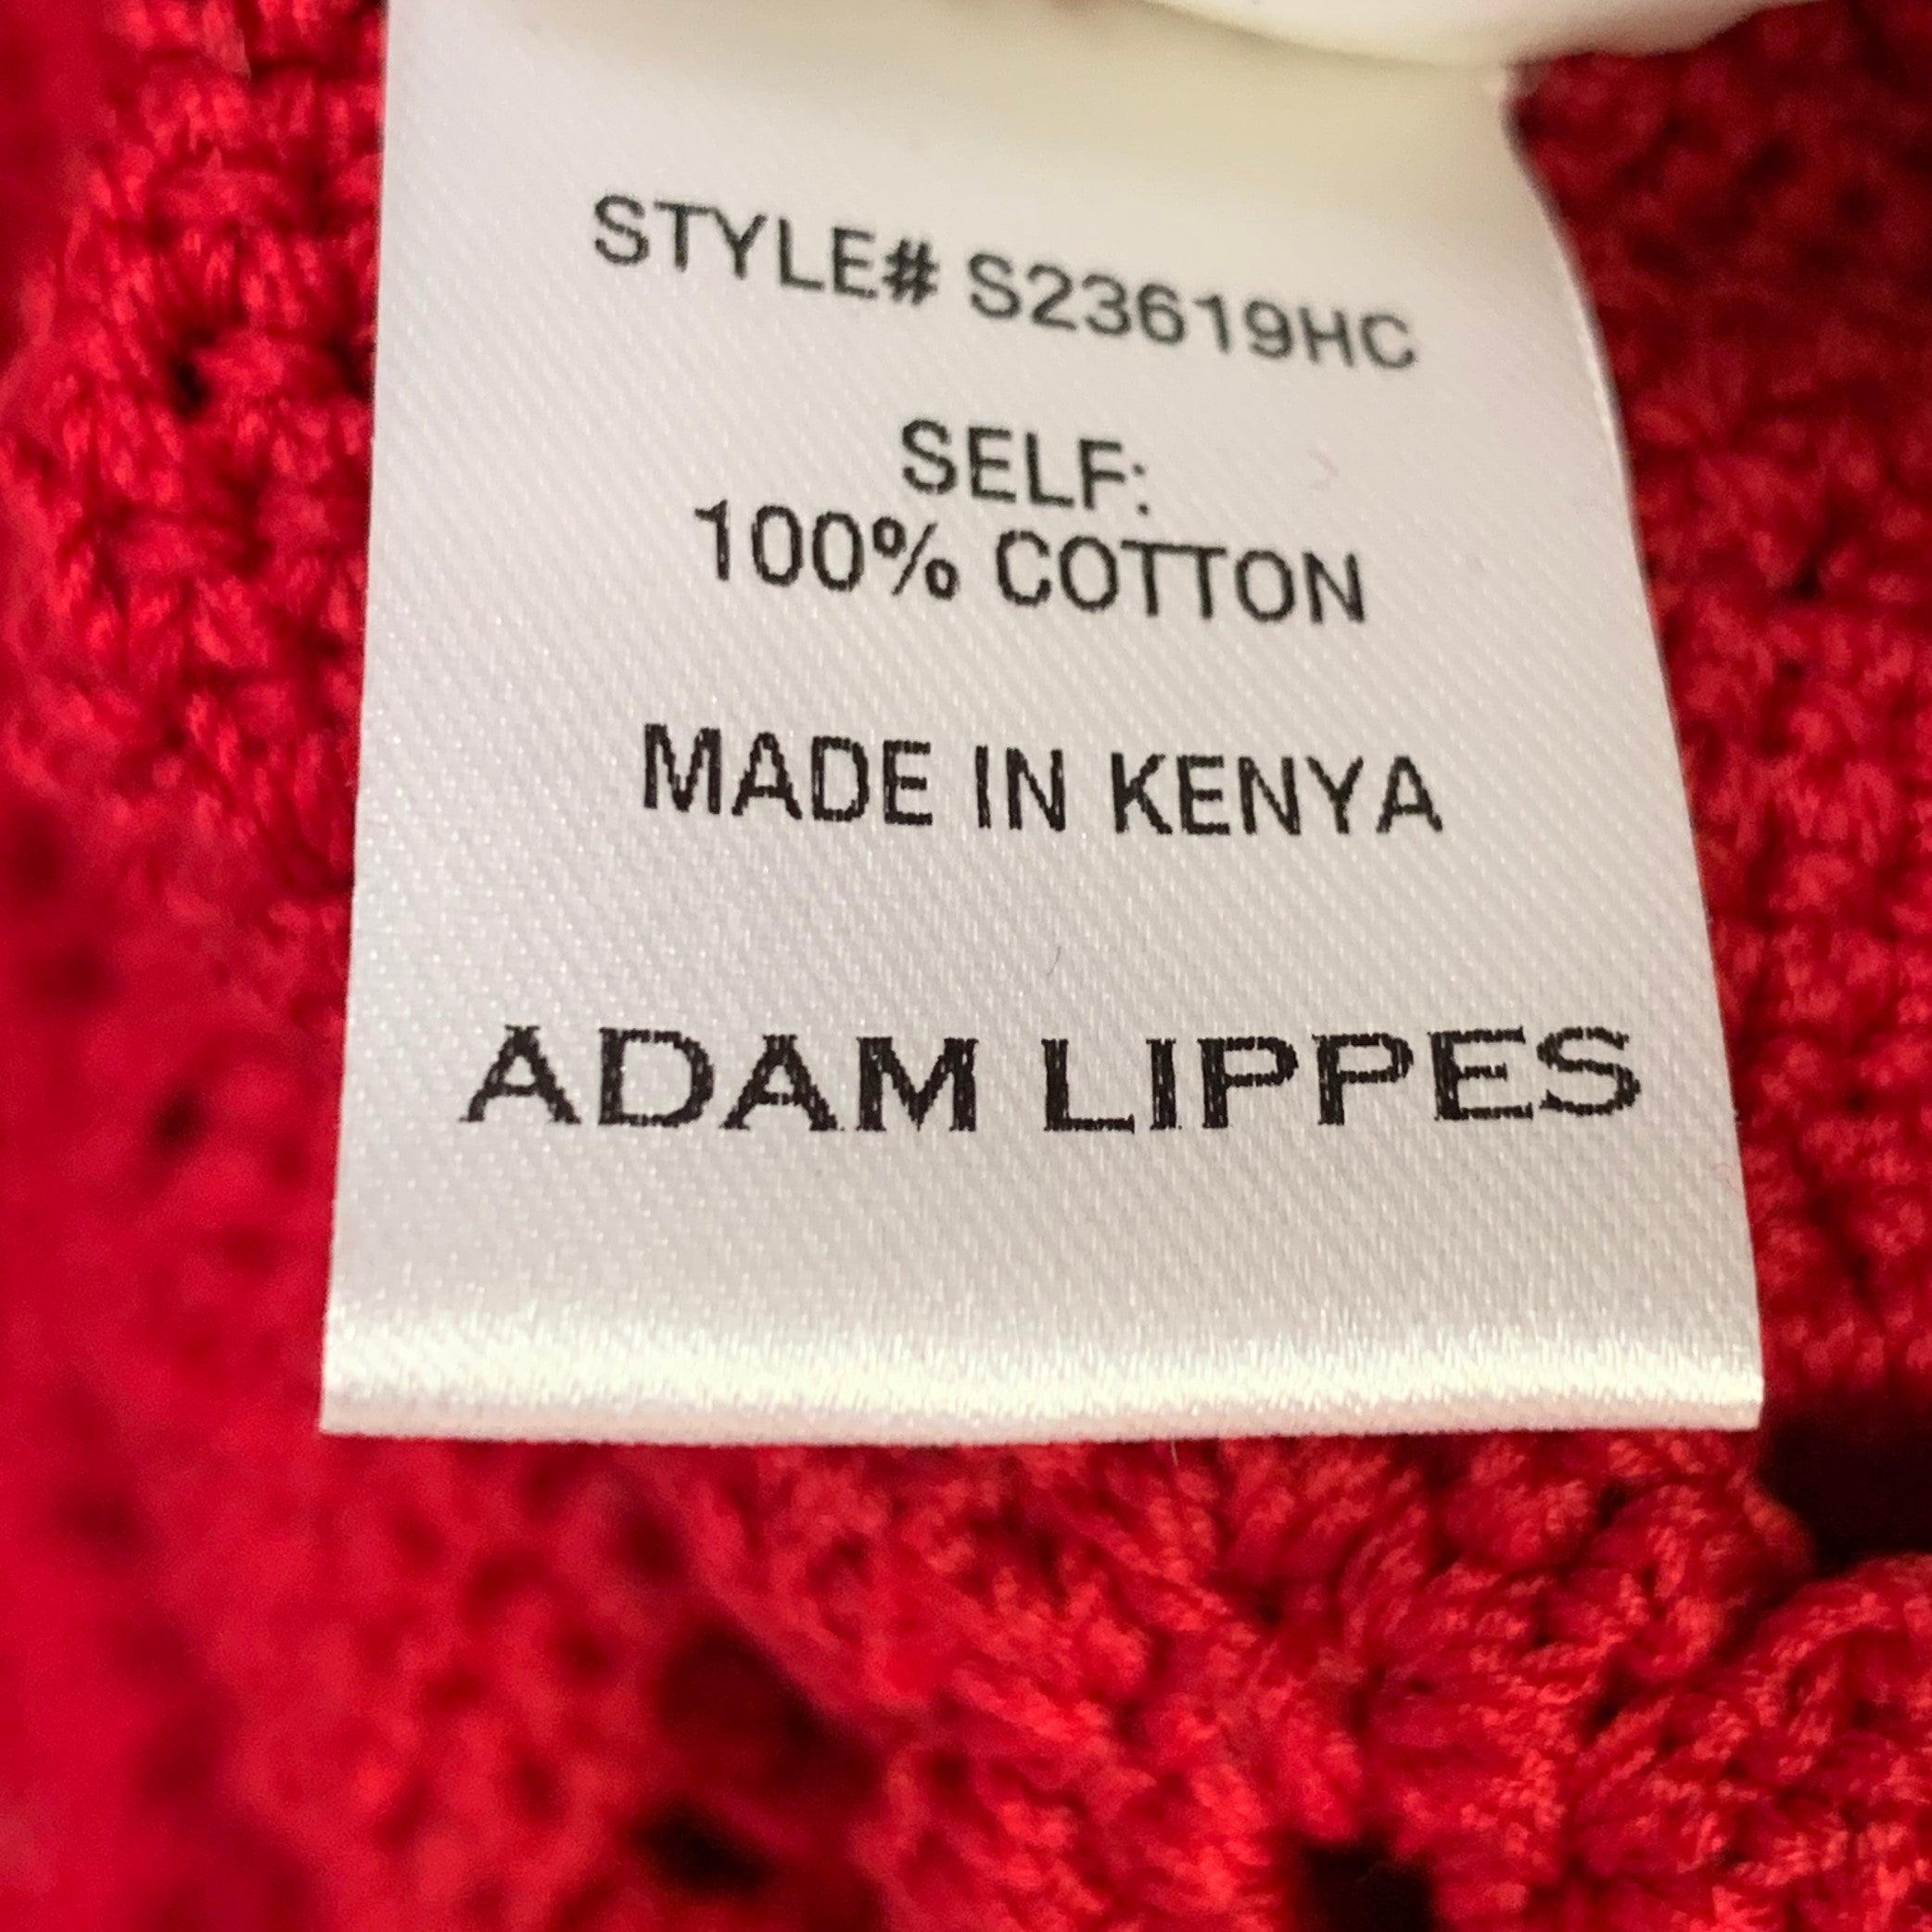 STYLE# S23619HC
SELF:
100% COTTON
MADE IN KENYA
ADAM LIPPES